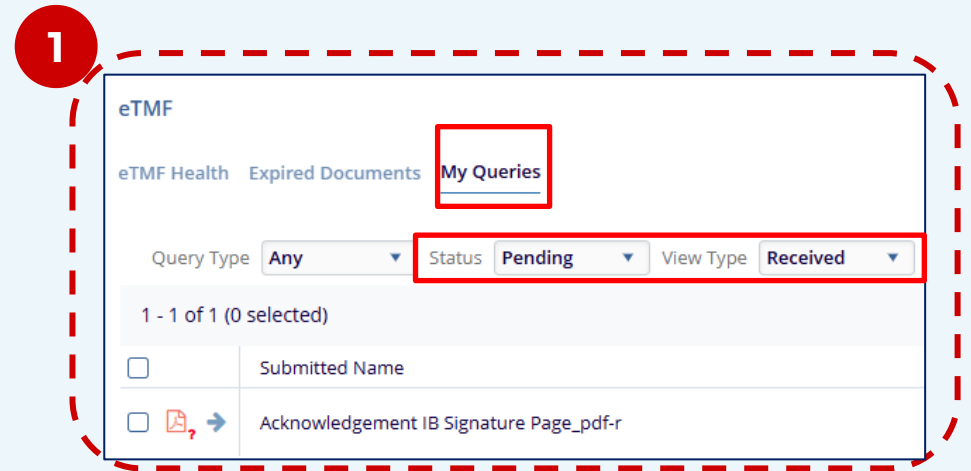 1
eTMF
eTMF Health Expired Documents My Queries
Query Type Any Status Pending View Type Received
1 - 1 of 1 (0 selected)
Submitted Name
? Acknowledgement IB Signature Page_pdf-r